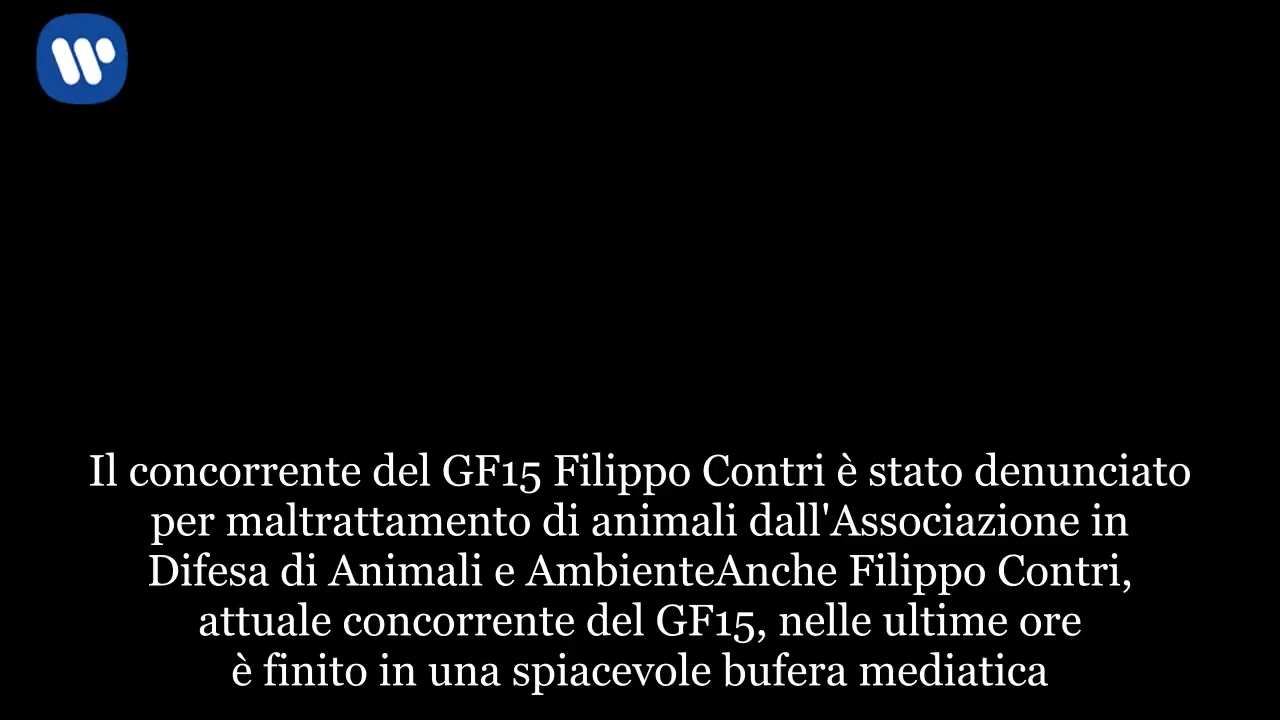 Il concorrente del GF15 Filippo Contri è stato denunciato
per maltrattamento di animali dall'Associazione in
Difesa di Animali e AmbienteAnche Filippo Contri,
attuale concorrente del GF15, nelle ultime ore
è finito in una spiacevole bufera mediatica